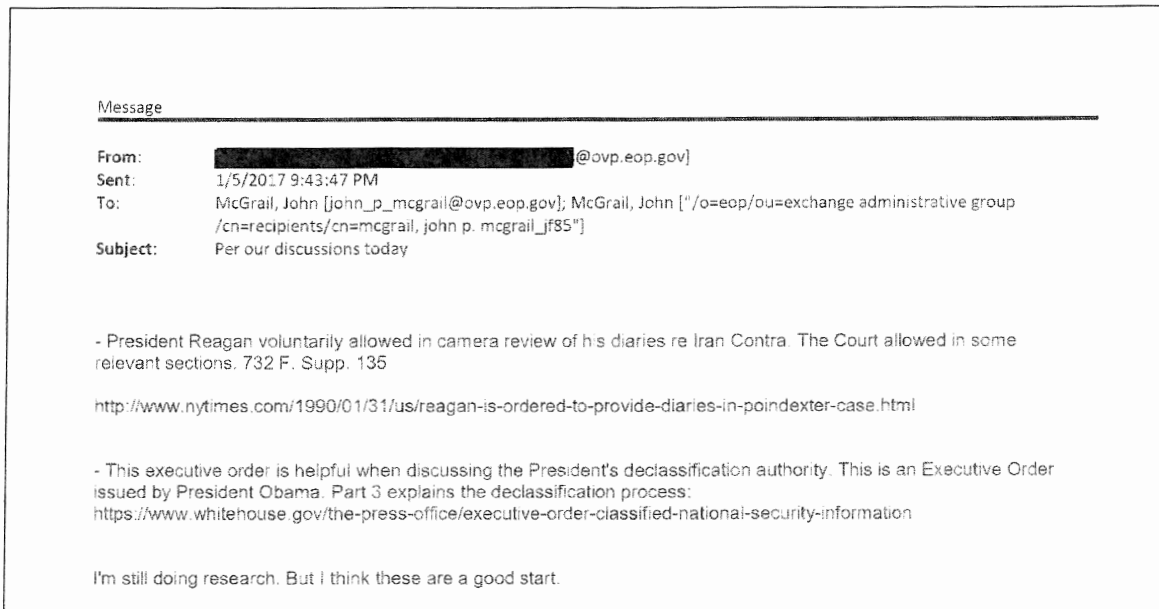 Message
From: @ovp.eop.gov]
Sent: 1/5/2017 9:43:47 PM
To: McGrail, John [john_p_mcgrail@ovp.eop.gov]; McGrail, John ["/o=eop/ou=exchange administrative group
/cn=recipients/cn=mcgrail, john p. mcgrail_jf85"]
Subject: Per our discussions today
- President Reagan voluntarily allowed in camera review of his diaries re Iran Contra. The Court allowed in some
relevant sections. 732 F. Supp. 135
http://www.nytimes.com/1990/01/31/us/reagan-is-ordered-to-provide-diaries-in-poindexter-case.html
- This executive order is helpful when discussing the President's declassification authority. This is an Executive Order
issued by President Obama. Part 3 explains the declassification process:
https://www.whitehouse.gov/the-press-office/executive-order-classified-national-security-information
I'm still doing research. But I think these are a good start.